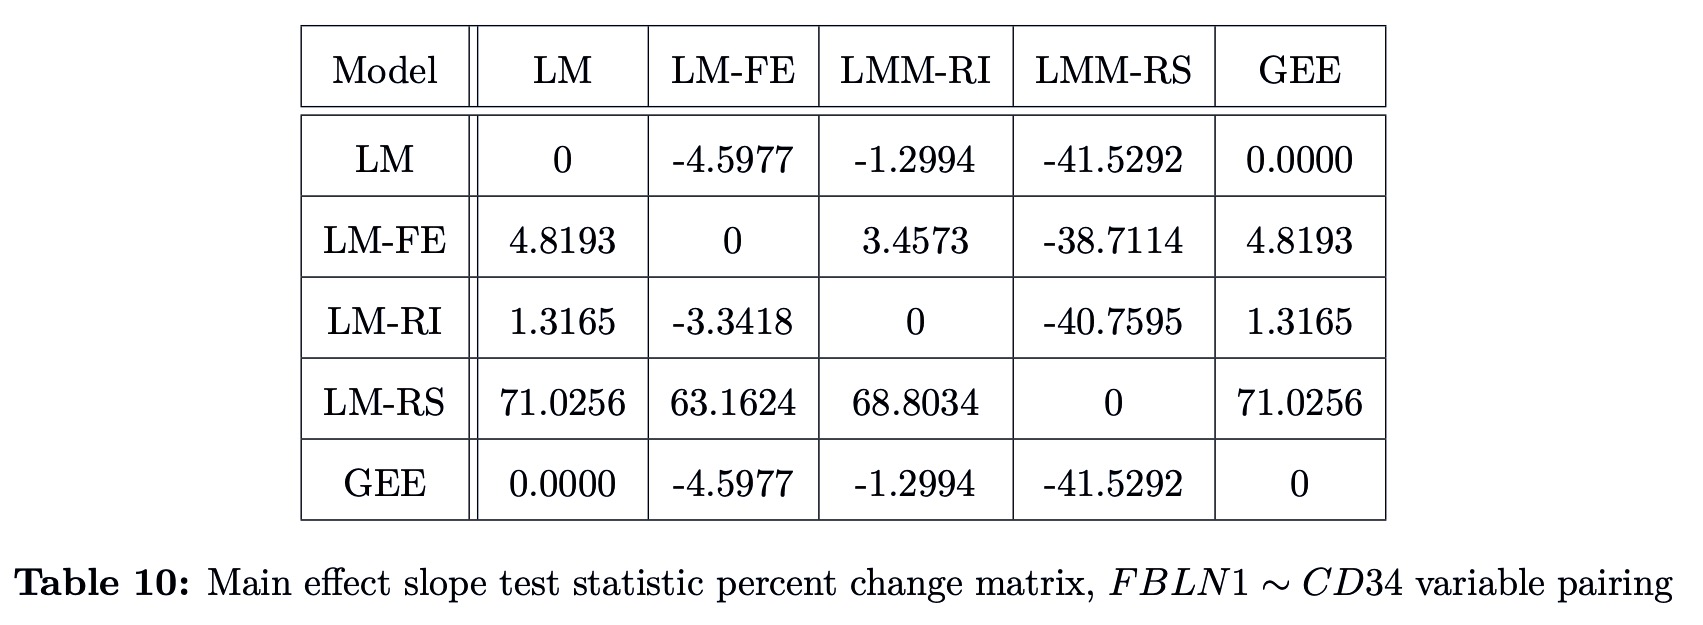 Model LM LM-FE LMM-RI LMM-RS GEE
LM 0 -4.5977 -1.2994 -41.5292 0.0000
LM-FE 4.8193 0 3.4573 -38.7114 4.8193
LM-RI 1.3165 -3.3418 0 -40.7595 1.3165
LM-RS 71.0256 63.1624 68.8034 0 71.0256
GEE 0.0000 -4.5977 -1.2994 -41.5292 0
Table 10: Main effect slope test statistic percent change matrix, FBLN1 ∼ CD34 variable pairing